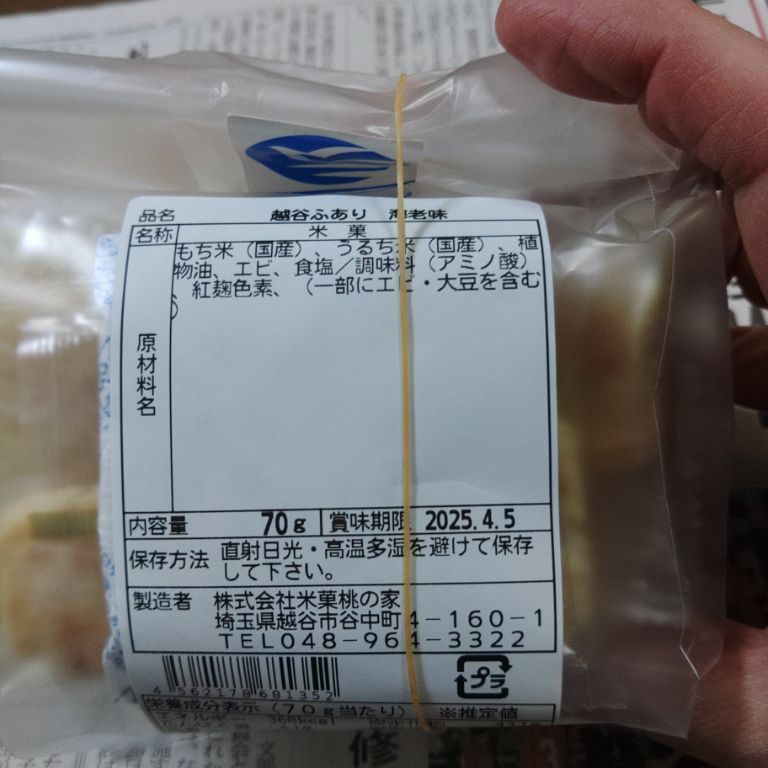 品名 越谷ふあり 海老味
名称 米菓
原材料名
もち米(国産)、うるち米(国産)、植
物油、エビ、食塩/調味料(アミノ酸)
紅麹色素、(一部にエビ・大豆を含む
)
内容量 70g 賞味期限 2025.4.5
保存方法 直射日光・高温多湿を避けて保存
して下さい。
製造者 株式会社米菓桃の家
埼玉県越谷市谷中町4-160-1
TEL048-964-3322
プラ
4 562178 681352
栄養成分表示(70g当たり) ※推定値
修